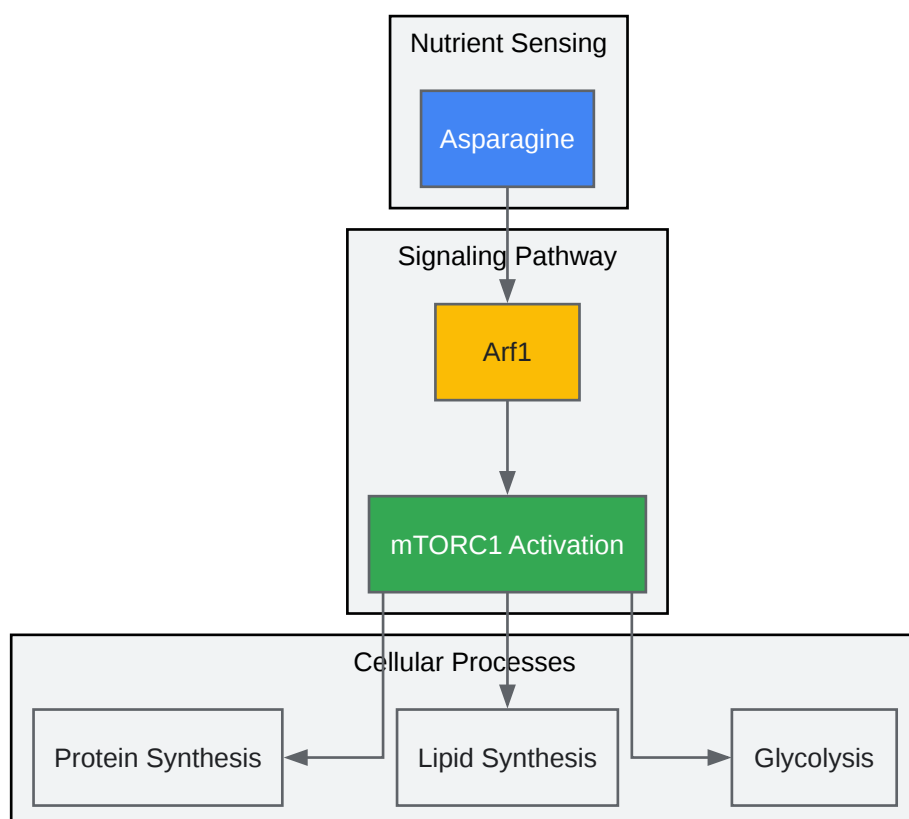 Nutrient Sensing
Asparagine
Signaling Pathway
Arf1
mTORC1 Activation
Cellular Processes
Protein Synthesis
Lipid Synthesis
Glycolysis